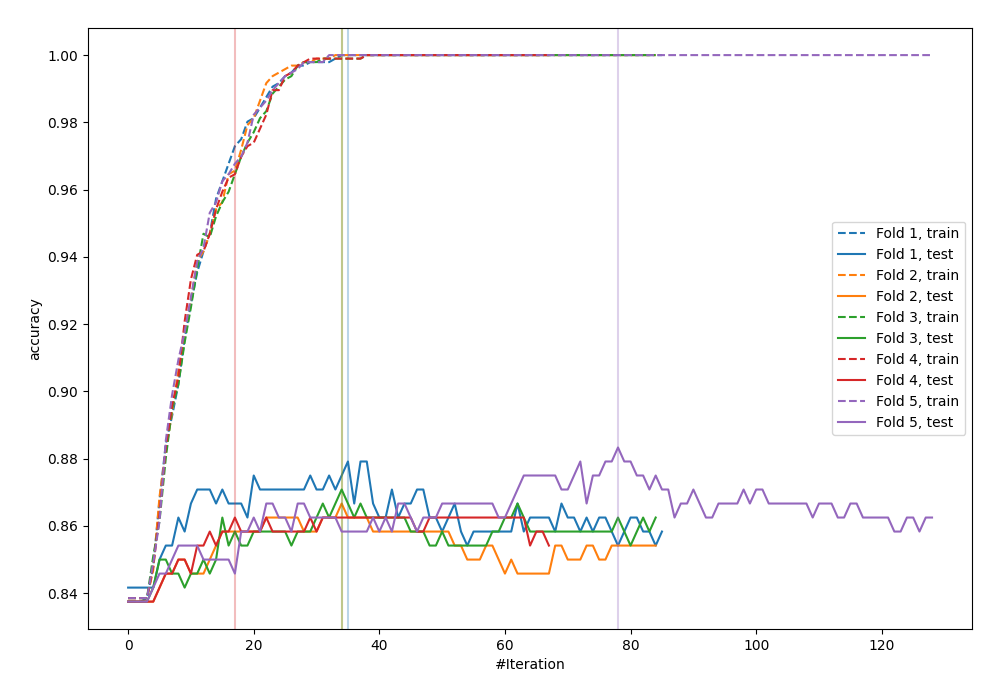 1.00
0.98
0.96
0.94
0.92
0.90
0.88
0.86
0.84
accuracy
0 20 40 60 80 100 120
#Iteration
Fold 1, train
Fold 1, test
Fold 2, train
Fold 2, test
Fold 3, train
Fold 3, test
Fold 4, train
Fold 4, test
Fold 5, train
Fold 5, test